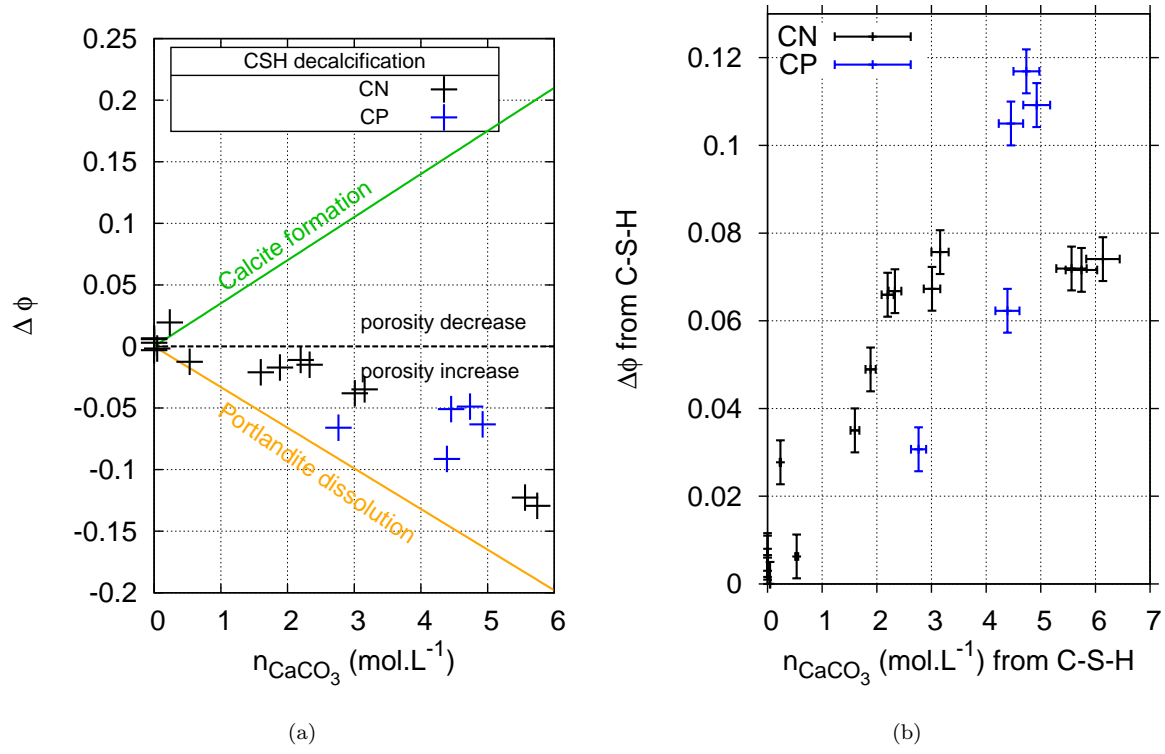 0.25
0.2
0.15
0.1
0.05
0
-0.05
-0.1
-0.15
-0.2
Δ ϕ
CSH decalcification
CN
CP
Calcite formation
porosity decrease
porosity increase
Portlandite dissolution
0 1 2 3 4 5 6
n_CaCO₃ (mol.L⁻¹)
(a)
0.12
0.1
0.08
0.06
0.04
0.02
0
Δϕ from C-S-H
CN
CP
0 1 2 3 4 5 6 7
n_CaCO₃ (mol.L⁻¹) from C-S-H
(b)